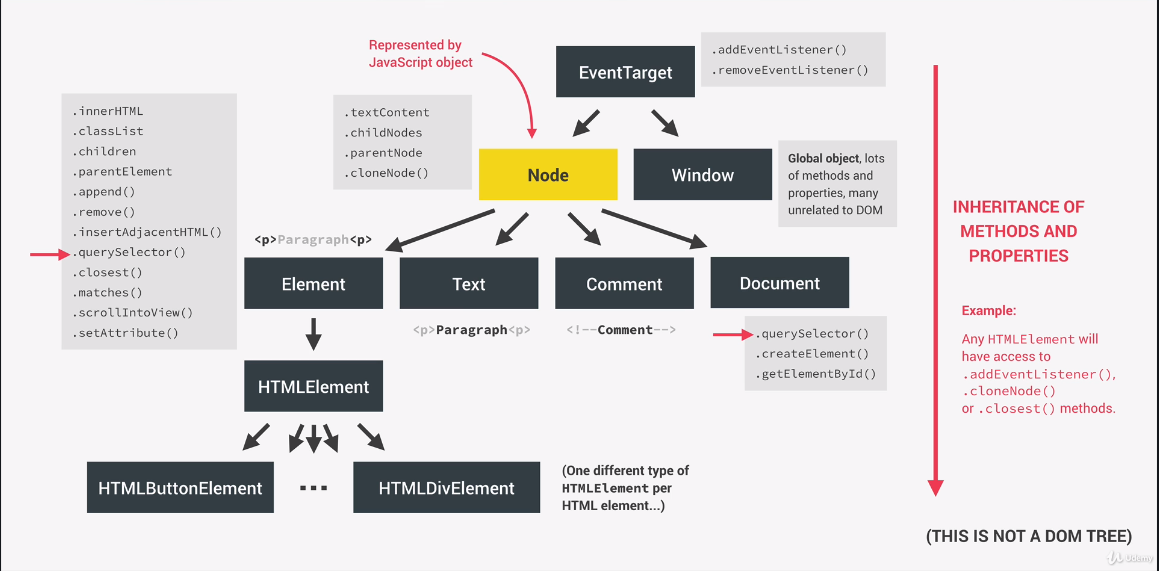 Represented by
JavaScript object
EventTarget
.addEventListener()
.removeEventListener()
.innerHTML
.classList
.children
.parentElement
.append()
.remove()
.insertAdjacentHTML()
.querySelector()
.closest()
.matches()
.scrollIntoView()
.setAttribute()
.textContent
.childNodes
.parentNode
.cloneNode()
Node
Window
Global object, lots
of methods and
properties, many
unrelated to DOM
INHERITANCE OF
METHODS AND
PROPERTIES
<p>Paragraph<p>
Element
Text
Comment
Document
<p>Paragraph<p>
<!--Comment-->
.querySelector()
.createElement()
.getElementById()
Example:
Any HTMLElement will
have access to
.addEventListener(),
.cloneNode()
or .closest() methods.
HTMLElement
HTMLButtonElement
...
HTMLDivElement
(One different type of
HTMLElement per
HTML element...)
(THIS IS NOT A DOM TREE)
Udemy